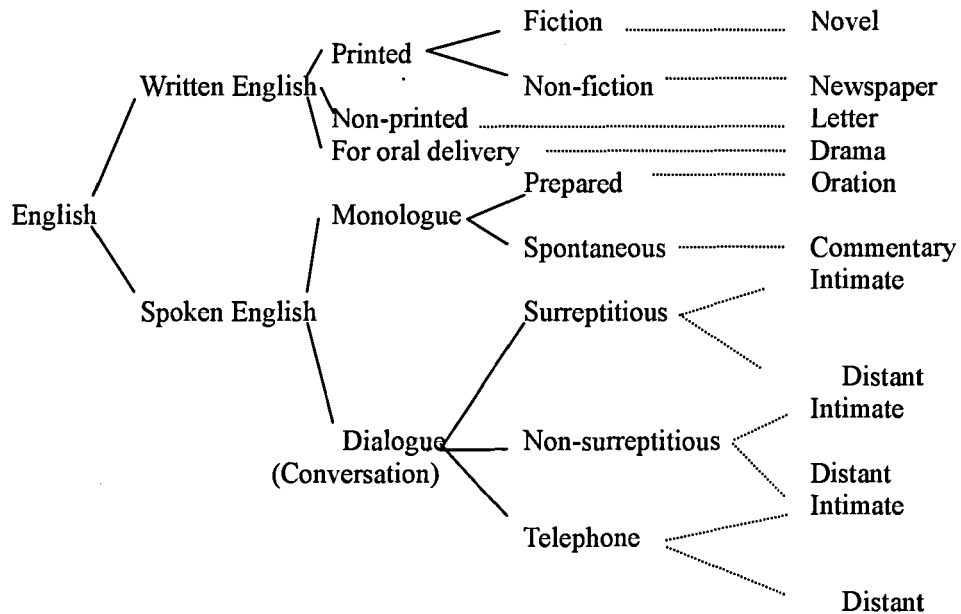 Fiction Novel
Printed
Written English
Non-fiction Newspaper
Non-printed Letter
For oral delivery Drama
Prepared Oration
English Monologue
Spontaneous Commentary
Intimate
Spoken English Surreptitious
Distant
Intimate
Dialogue Non-surreptitious
(Conversation) Distant
Intimate
Telephone
Distant